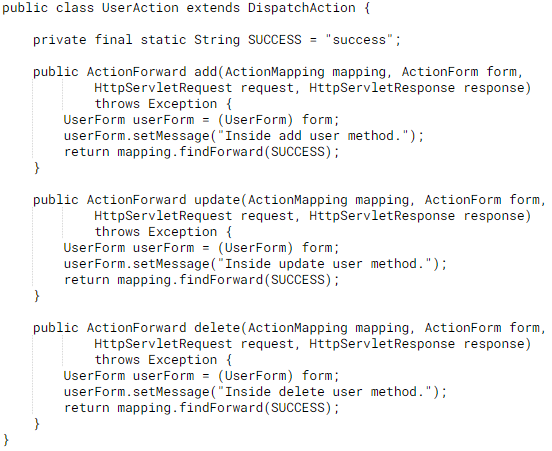 public class UserAction extends DispatchAction {
private final static String SUCCESS = "success";
public ActionForward add(ActionMapping mapping, ActionForm form,
HttpServletRequest request, HttpServletResponse response)
throws Exception {
UserForm userForm = (UserForm) form;
userForm.setMessage("Inside add user method.");
return mapping.findForward(SUCCESS);
}
public ActionForward update(ActionMapping mapping, ActionForm form,
HttpServletRequest request, HttpServletResponse response)
throws Exception {
UserForm userForm = (UserForm) form;
userForm.setMessage("Inside update user method.");
return mapping.findForward(SUCCESS);
}
public ActionForward delete(ActionMapping mapping, ActionForm form,
HttpServletRequest request, HttpServletResponse response)
throws Exception {
UserForm userForm = (UserForm) form;
userForm.setMessage("Inside delete user method.");
return mapping.findForward(SUCCESS);
}
}